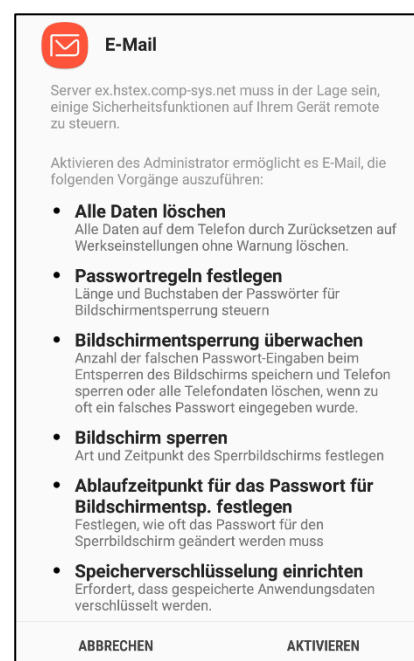 E-Mail
Server ex.hstex.comp-sys.net muss in der Lage sein,
einige Sicherheitsfunktionen auf Ihrem Gerät remote
zu steuern.
Aktivieren des Administrator ermöglicht es E-Mail, die
folgenden Vorgänge auszuführen:
• Alle Daten löschen
Alle Daten auf dem Telefon durch Zurücksetzen auf
Werkseinstellungen ohne Warnung löschen.
• Passwortregeln festlegen
Länge und Buchstaben der Passwörter für
Bildschirmentsperrung steuern
• Bildschirmentsperrung überwachen
Anzahl der falschen Passwort-Eingaben beim
Entsperren des Bildschirms speichern und Telefon
sperren oder alle Telefondaten löschen, wenn zu
oft ein falsches Passwort eingegeben wurde.
• Bildschirm sperren
Art und Zeitpunkt des Sperrbildschirms festlegen
• Ablaufzeitpunkt für das Passwort für
Bildschirmentsp. festlegen
Festlegen, wie oft das Passwort für den
Sperrbildschirm geändert werden muss
• Speicherverschlüsselung einrichten
Erfordert, dass gespeicherte Anwendungsdaten
verschlüsselt werden.
ABBRECHEN AKTIVIEREN